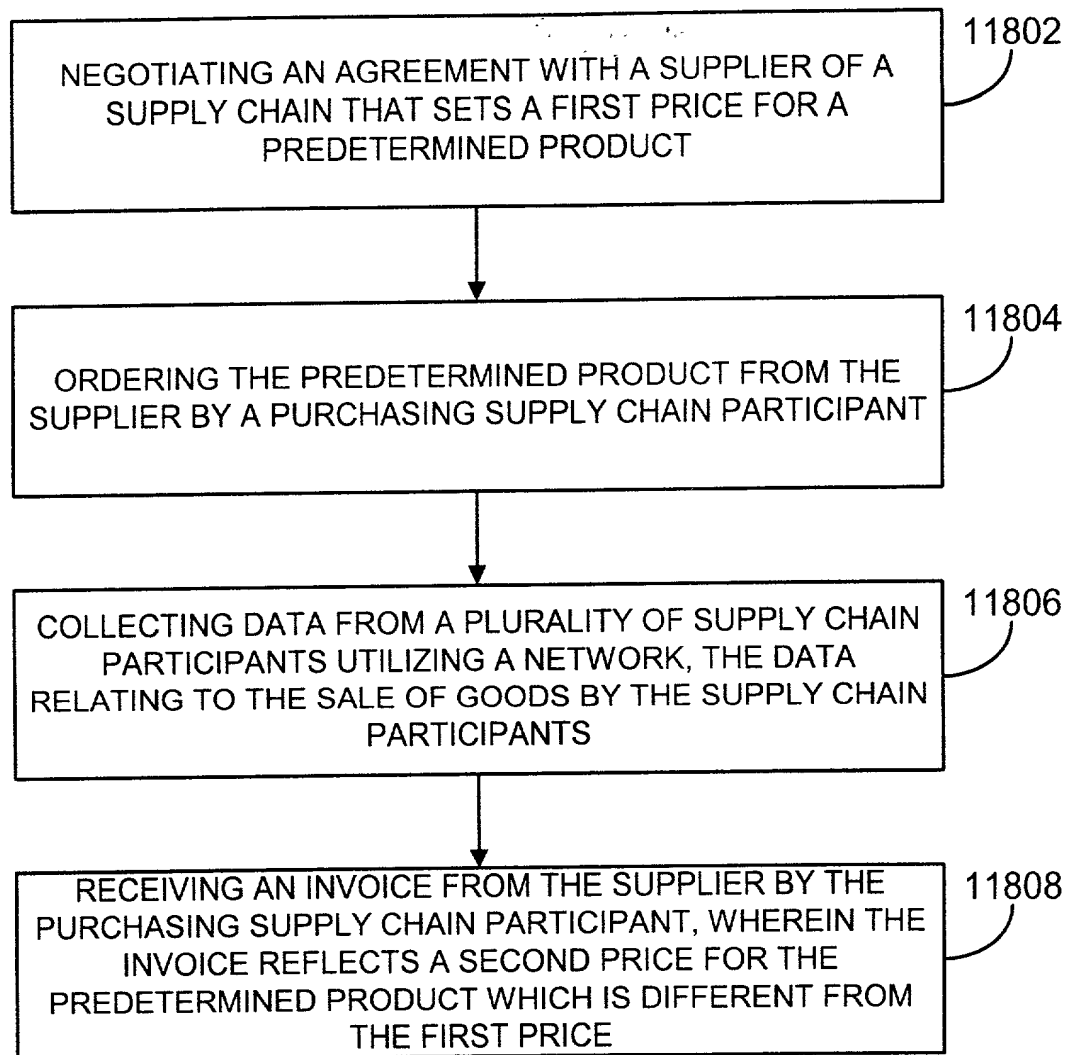 11802
NEGOTIATING AN AGREEMENT WITH A SUPPLIER OF A
SUPPLY CHAIN THAT SETS A FIRST PRICE FOR A
PREDETERMINED PRODUCT
11804
ORDERING THE PREDETERMINED PRODUCT FROM THE
SUPPLIER BY A PURCHASING SUPPLY CHAIN PARTICIPANT
11806
COLLECTING DATA FROM A PLURALITY OF SUPPLY CHAIN
PARTICIPANTS UTILIZING A NETWORK, THE DATA
RELATING TO THE SALE OF GOODS BY THE SUPPLY CHAIN
PARTICIPANTS
11808
RECEIVING AN INVOICE FROM THE SUPPLIER BY THE
PURCHASING SUPPLY CHAIN PARTICIPANT, WHEREIN THE
INVOICE REFLECTS A SECOND PRICE FOR THE
PREDETERMINED PRODUCT WHICH IS DIFFERENT FROM
THE FIRST PRICE